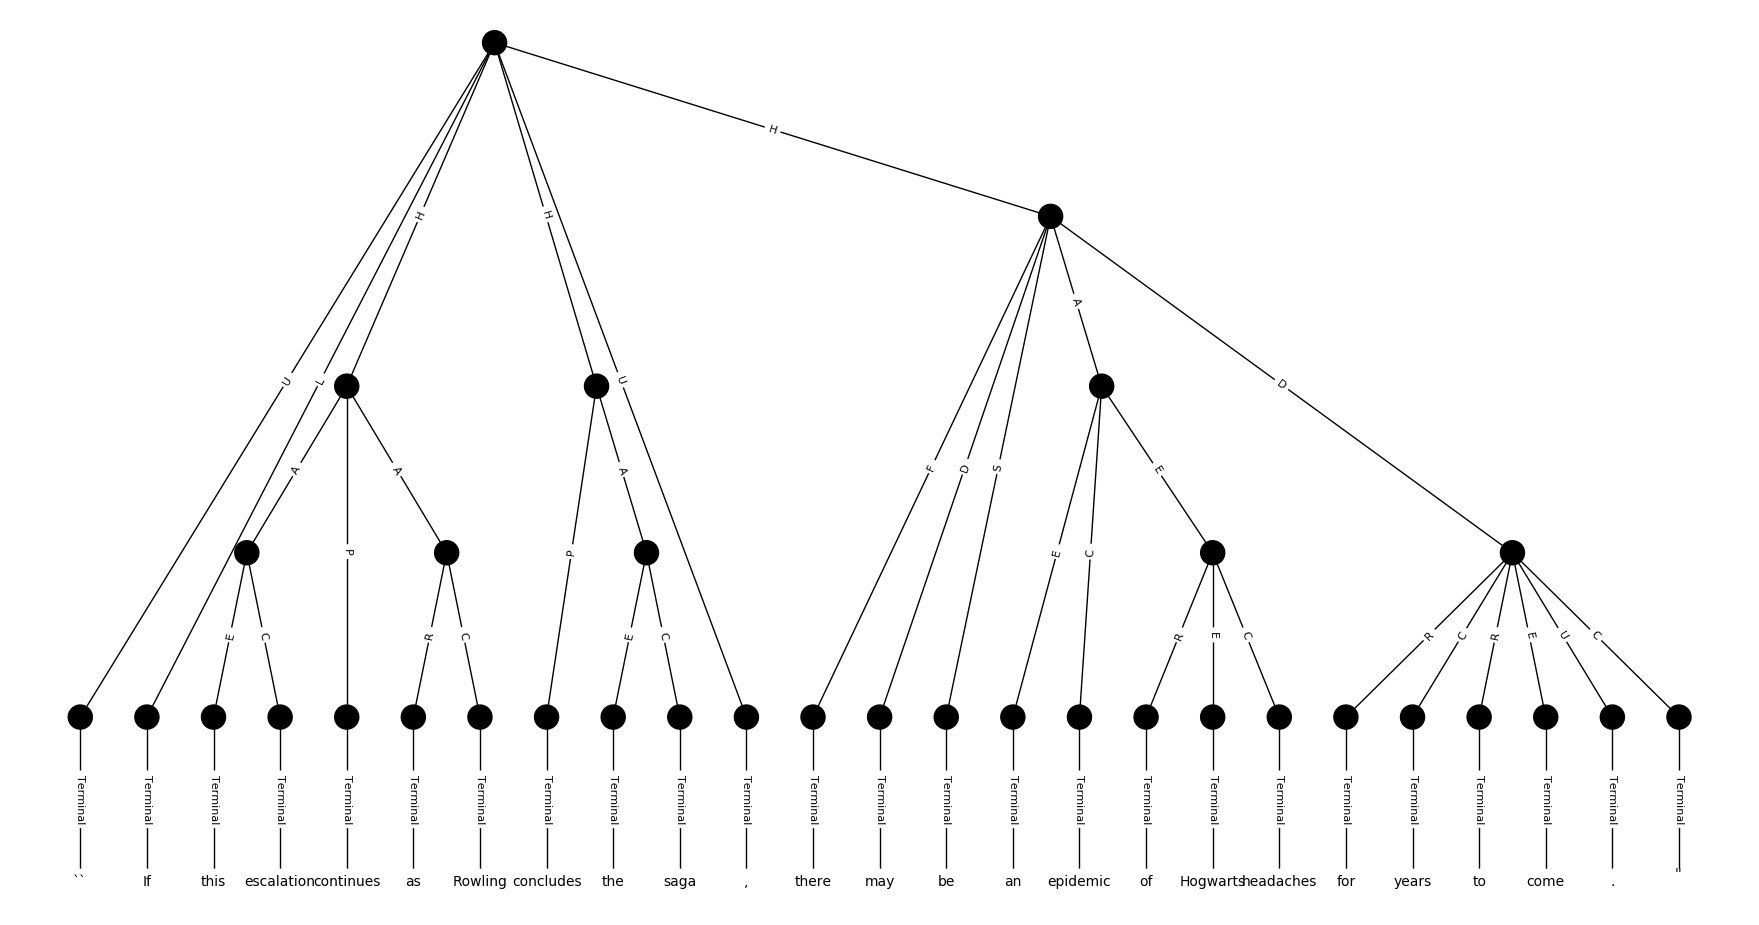 H
H
H
A
U
L
U
D
A
A
P
A
F
D
S
E
P
E
C
E
C
R
C
E
C
R
E
C
R
C
R
E
U
C
Terminal Terminal Terminal Terminal Terminal Terminal Terminal Terminal Terminal Terminal Terminal Terminal Terminal Terminal Terminal Terminal Terminal Terminal Terminal Terminal Terminal Terminal Terminal Terminal Terminal
`` If this escalation continues as Rowling concludes the saga , there may be an epidemic of Hogwarts headaches for years to come . "